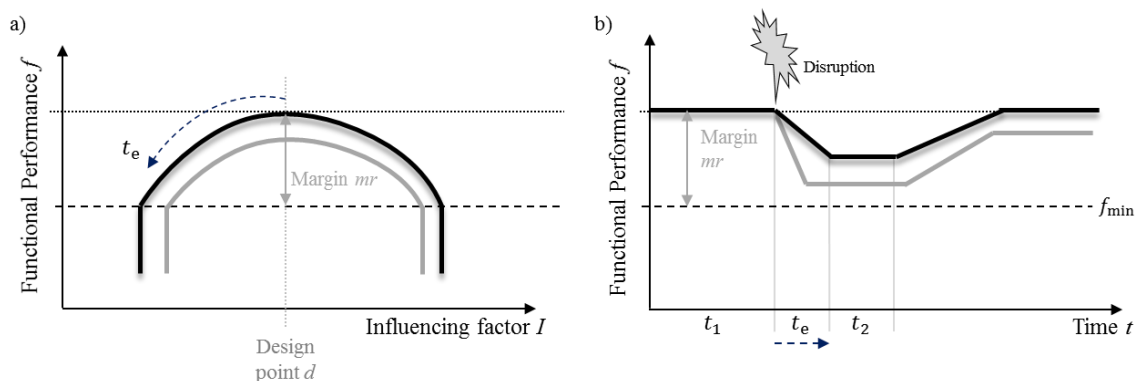 a)
Functional Performance f
t_e
Margin mr
Influencing factor I
Design
point d
b)
Functional Performance f
Disruption
Margin
mr
f_min
t_1
t_e
t_2
Time t